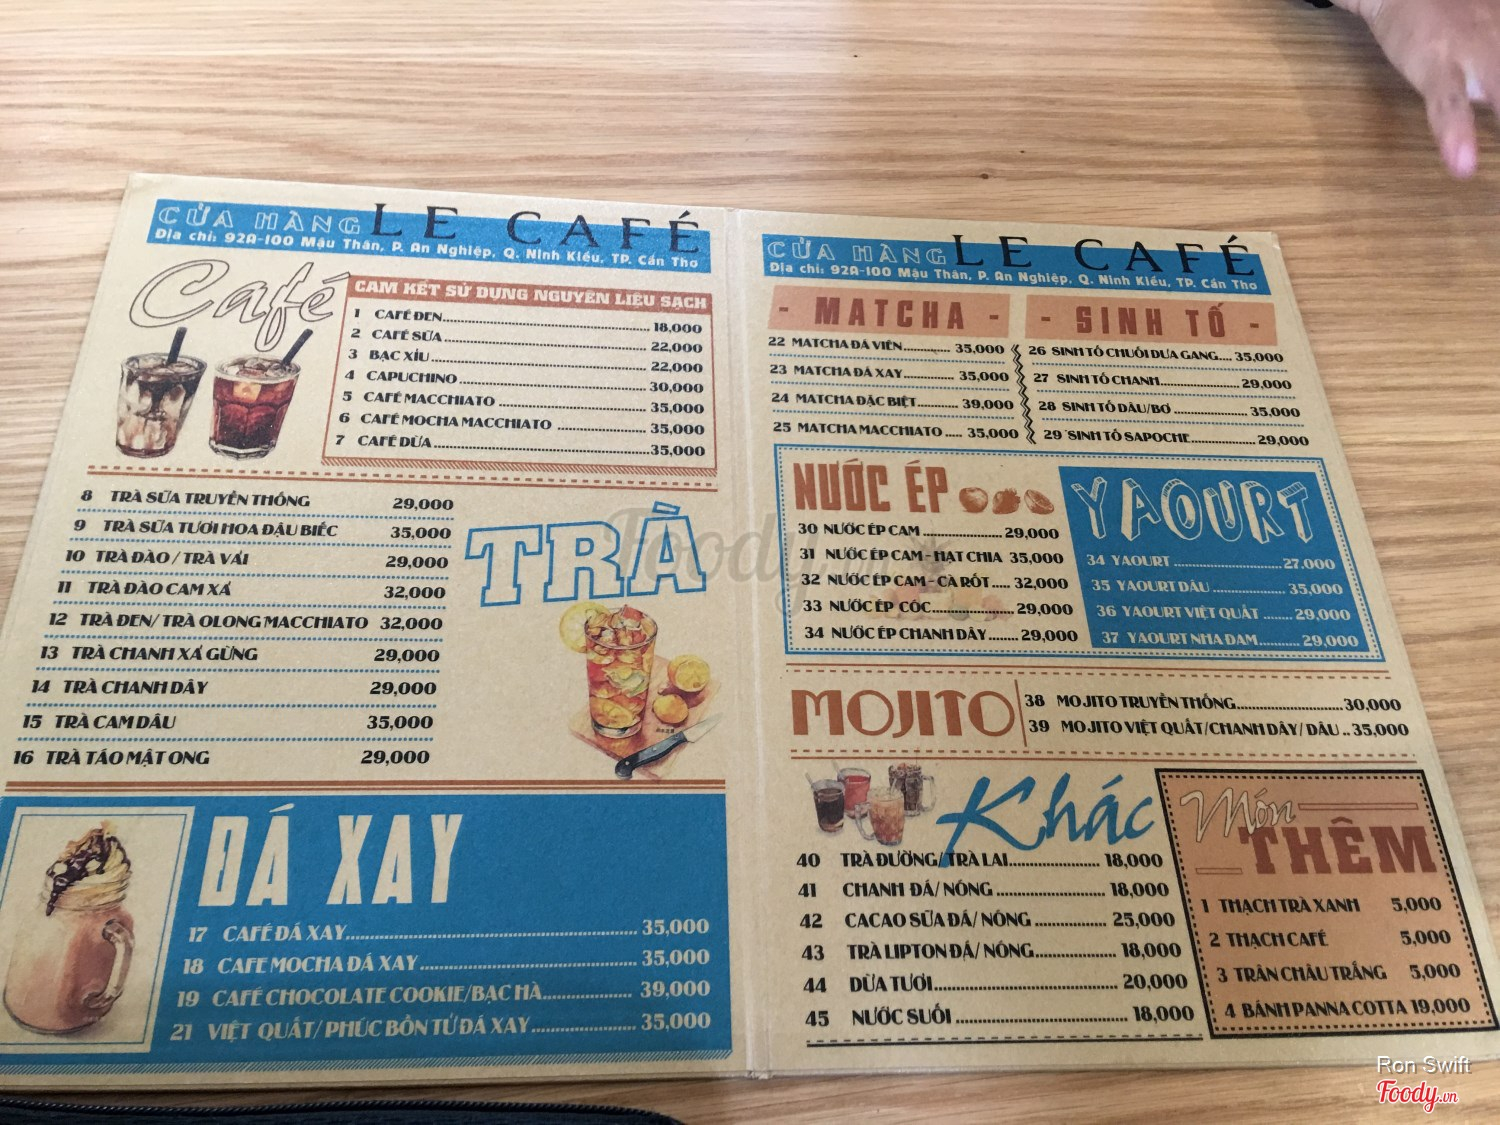 CỬA HÀNG LE CAFÉ
Địa chỉ: 92A-100 Mậu Thân, P. An Nghiệp, Q. Ninh Kiều, TP. Cần Thơ
Café
CAM KẾT SỬ DỤNG NGUYÊN LIỆU SẠCH
1 CAFÉ ĐEN 18,000
2 CAFÉ SỮA 22,000
3 BẠC XỈU 22,000
4 CAPUCHINO 30,000
5 CAFÉ MACCHIATO 35,000
6 CAFÉ MOCHA MACCHIATO 35,000
7 CAFÉ DỪA 35,000
TRÀ
8 TRÀ SỮA TRUYỀN THỐNG 29,000
9 TRÀ SỮA TƯƠI HOA ĐẬU BIẾC 35,000
10 TRÀ ĐÀO / TRÀ VẢI 29,000
11 TRÀ ĐÀO CAM XẢ 32,000
12 TRÀ ĐEN/ TRÀ OLONG MACCHIATO 32,000
13 TRÀ CHANH XẢ GỪNG 29,000
14 TRÀ CHANH DÂY 29,000
15 TRÀ CAM DÂU 35,000
16 TRÀ TÁO MẬT ONG 29,000
ĐÁ XAY
17 CAFÉ ĐÁ XAY 35,000
18 CAFE MOCHA ĐÁ XAY 35,000
19 CAFÉ CHOCOLATE COOKIE/BẠC HÀ 39,000
21 VIỆT QUẤT/ PHÚC BỒN TỬ ĐÁ XAY 35,000
CỬA HÀNG LE CAFÉ
Địa chỉ: 92A-100 Mậu Thân, P. An Nghiệp, Q. Ninh Kiều, TP. Cần Thơ
- MATCHA -
22 MATCHA ĐÁ VIÊN 35,000
23 MATCHA ĐÁ XAY 35,000
24 MATCHA ĐẶC BIỆT 39,000
25 MATCHA MACCHIATO 35,000
- SINH TỐ -
26 SINH TỐ CHUỐI DƯA GANG 35,000
27 SINH TỐ CHANH 29,000
28 SINH TỐ DÂU/BƠ 35,000
29 SINH TỐ SAPOCHE 29,000
NƯỚC ÉP
30 NƯỚC ÉP CAM 29,000
31 NƯỚC ÉP CAM - HẠT CHIA 35,000
32 NƯỚC ÉP CAM - CÀ RỐT 32,000
33 NƯỚC ÉP CÓC 29,000
34 NƯỚC ÉP CHANH DÂY 29,000
YAOURT
34 YAOURT 27.000
35 YAOURT DÂU 35,000
36 YAOURT VIỆT QUẤT 29,000
37 YAOURT NHA ĐAM 29,000
MOJITO
38 MOJITO TRUYỀN THỐNG 30,000
39 MOJITO VIỆT QUẤT/CHANH DÂY/ DÂU 35,000
Khác
40 TRÀ ĐƯỜNG/TRÀ LAI 18,000
41 CHANH ĐÁ/ NÓNG 18,000
42 CACAO SỮA ĐÁ/ NÓNG 25,000
43 TRÀ LIPTON ĐÁ/ NÓNG 18,000
44 DỪA TƯƠI 20,000
45 NƯỚC SUỐI 18,000
Món
THÊM
1 THẠCH TRÀ XANH 5,000
2 THẠCH CAFÉ 5,000
3 TRÂN CHÂU TRẮNG 5,000
4 BÁNH PANNA COTTA 19,000
Foody.vn
Ron Swift
Foody.vn